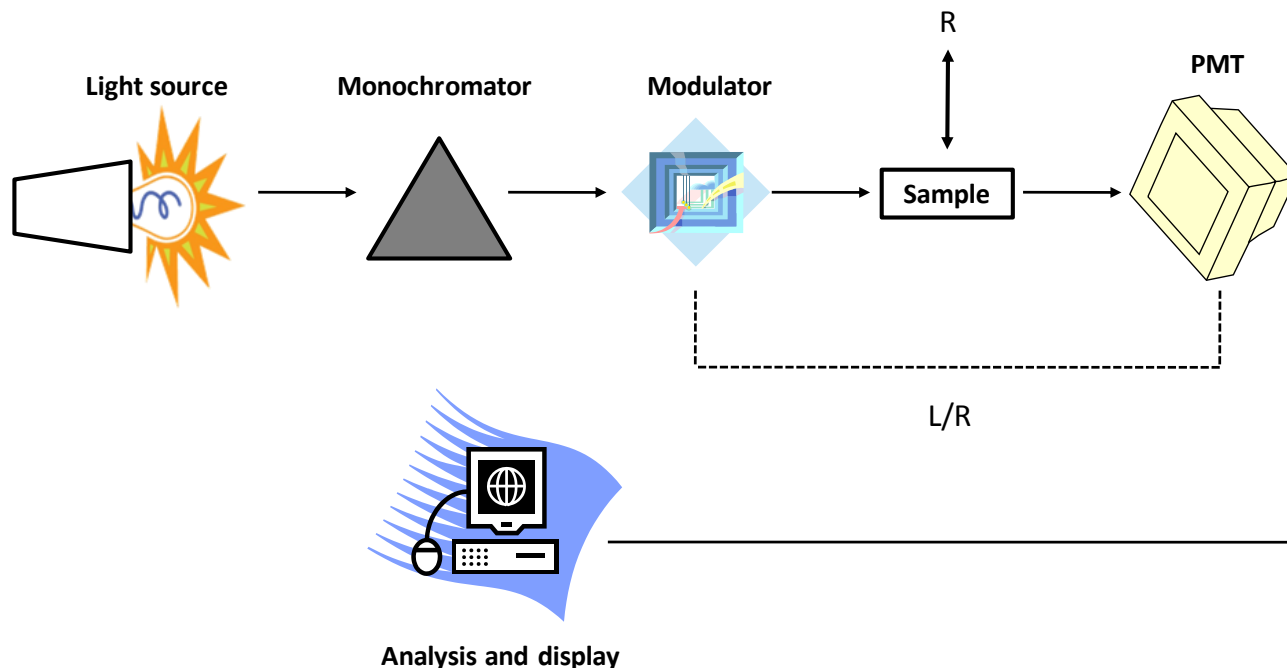 R
Light source
Monochromator
Modulator
PMT
Sample
L/R
Analysis and display